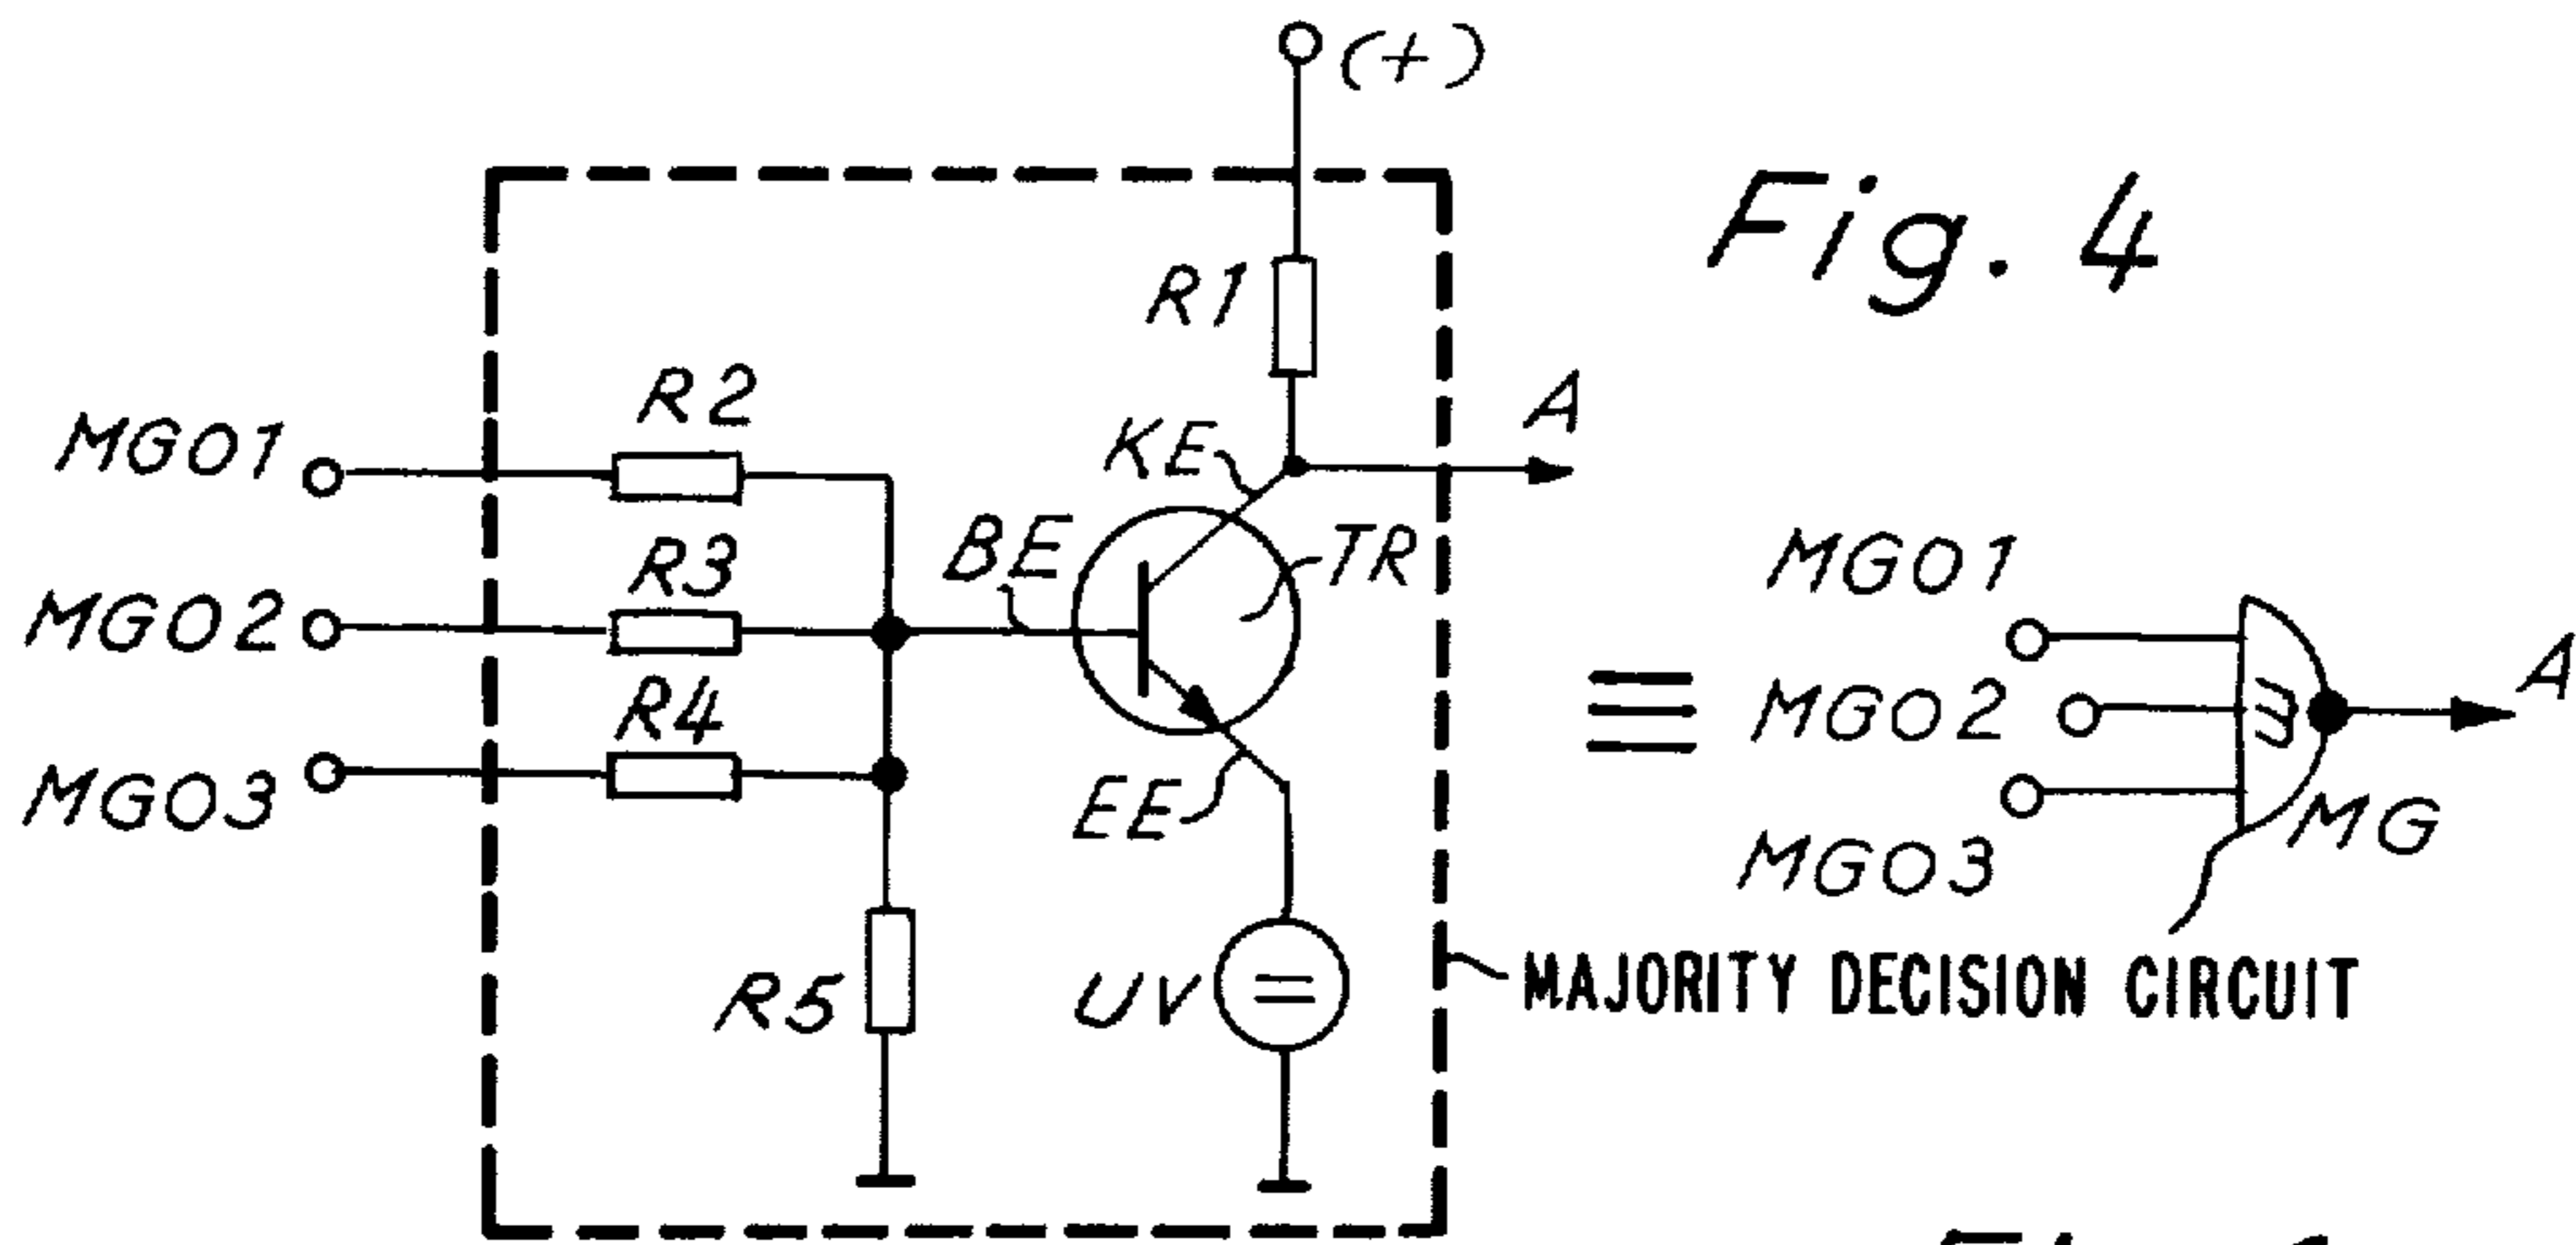 (+)
Fig. 4
R1
R2
A
MG01
KE
R3
BE
TR
MG02
R4
MG03
EE
R5
UV
=
≡
MG01
MG02
MG03
MG
A
MAJORITY DECISION CIRCUIT